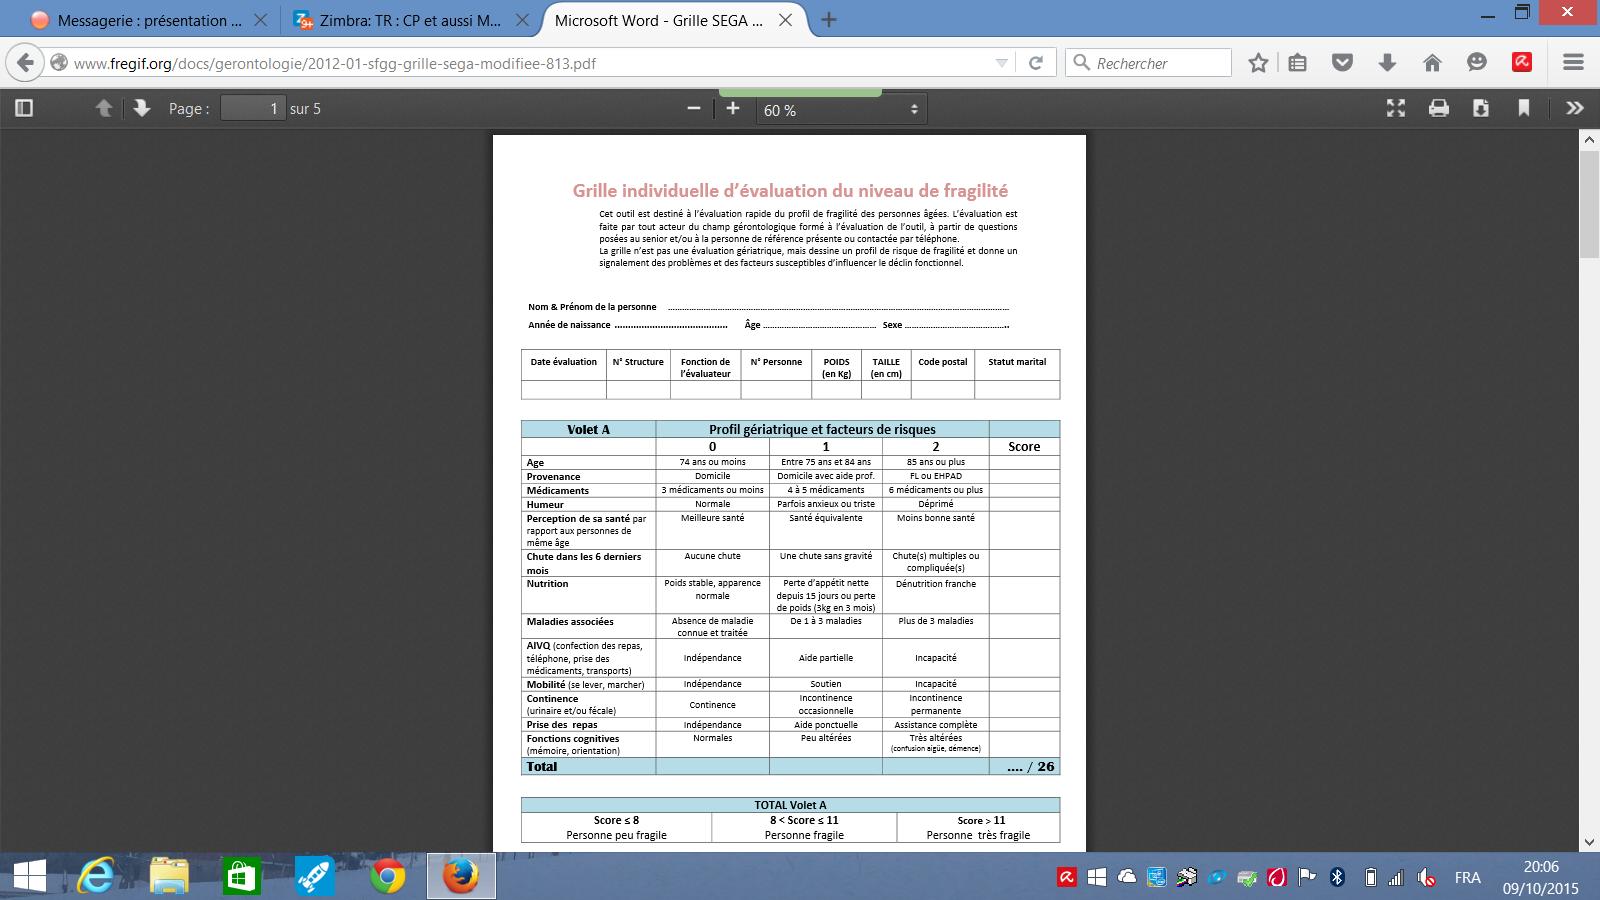 Messagerie : présentation ...
Zimbra: TR : CP et aussi M...
Microsoft Word - Grille SEGA ...
www.fregif.org/docs/gerontologie/2012-01-sfgg-grille-sega-modifiee-813.pdf
Rechercher
Page : 1 sur 5
60 %
Grille individuelle d'évaluation du niveau de fragilité
Cet outil est destiné à l'évaluation rapide du profil de fragilité des personnes âgées. L'évaluation est
faite par tout acteur du champ gérontologique formé à l'évaluation de l'outil, à partir de questions
posées au senior et/ou à la personne de référence présente ou contactée par téléphone.
La grille n'est pas une évaluation gériatrique, mais dessine un profil de risque de fragilité et donne un
signalement des problèmes et des facteurs susceptibles d'influencer le déclin fonctionnel.
Nom & Prénom de la personne
Année de naissance Âge Sexe
Date évaluation N° Structure Fonction de l'évaluateur N° Personne POIDS (en Kg) TAILLE (en cm) Code postal Statut marital
Volet A Profil gériatrique et facteurs de risques
0 1 2 Score
Age 74 ans ou moins Entre 75 ans et 84 ans 85 ans ou plus
Provenance Domicile Domicile avec aide prof. FL ou EHPAD
Médicaments 3 médicaments ou moins 4 à 5 médicaments 6 médicaments ou plus
Humeur Normale Parfois anxieux ou triste Déprimé
Perception de sa santé par rapport aux personnes de même âge Meilleure santé Santé équivalente Moins bonne santé
Chute dans les 6 derniers mois Aucune chute Une chute sans gravité Chute(s) multiples ou compliquée(s)
Nutrition Poids stable, apparence normale Perte d'appétit nette depuis 15 jours ou perte de poids (3kg en 3 mois) Dénutrition franche
Maladies associées Absence de maladie connue et traitée De 1 à 3 maladies Plus de 3 maladies
AIVQ (confection des repas, téléphone, prise des médicaments, transports) Indépendance Aide partielle Incapacité
Mobilité (se lever, marcher) Indépendance Soutien Incapacité
Continence (urinaire et/ou fécale) Continence Incontinence occasionnelle Incontinence permanente
Prise des repas Indépendance Aide ponctuelle Assistance complète
Fonctions cognitives (mémoire, orientation) Normales Peu altérées Très altérées (confusion aigüe, démence)
Total .... / 26
TOTAL Volet A
Score ≤ 8 8 < Score ≤ 11 Score > 11
Personne peu fragile Personne fragile Personne très fragile
FRA
20:06
09/10/2015